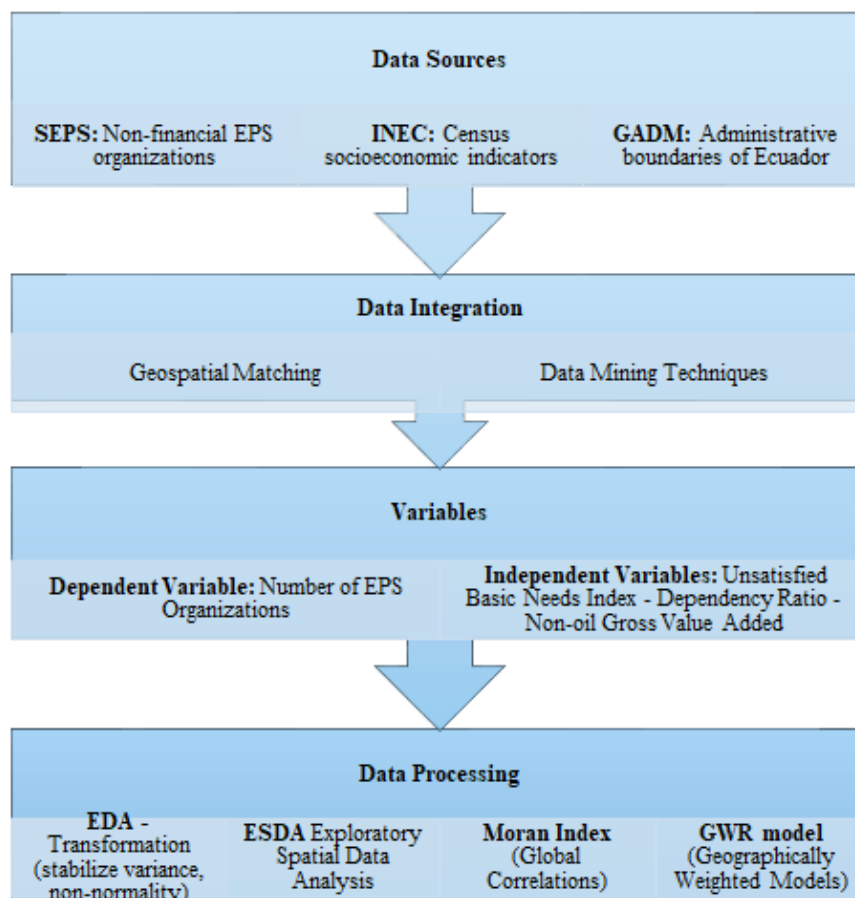 Data Sources
SEPS: Non-financial EPS
organizations
INEC: Census
socioeconomic indicators
GADM: Administrative
boundaries of Ecuador
Data Integration
Geospatial Matching
Data Mining Techniques
Variables
Dependent Variable: Number of EPS
Organizations
Independent Variables: Unsatisfied
Basic Needs Index - Dependency Ratio -
Non-oil Gross Value Added
Data Processing
EDA -
Transformation
(stabilize variance,
non-normality)
ESDA Exploratory
Spatial Data
Analysis
Moran Index
(Global
Correlations)
GWR model
(Geographically
Weighted Models)